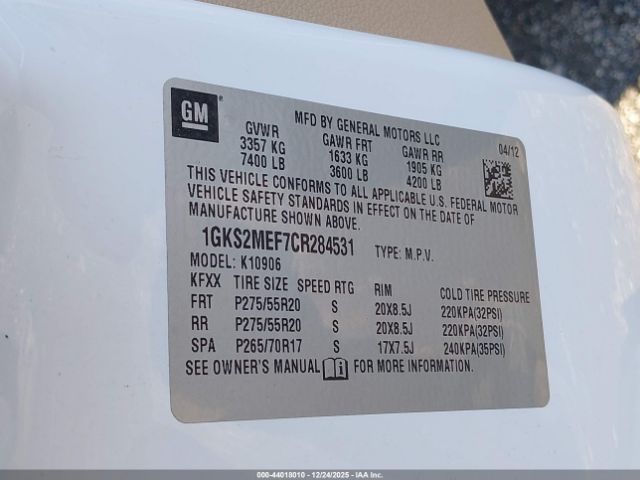 GM
MFD BY GENERAL MOTORS LLC
04/12
GVWR GAWR FRT GAWR RR
3357 KG 1633 KG 1905 KG
7400 LB 3600 LB 4200 LB
THIS VEHICLE CONFORMS TO ALL APPLICABLE U.S. FEDERAL MOTOR
VEHICLE SAFETY STANDARDS IN EFFECT ON THE DATE OF
MANUFACTURE SHOWN ABOVE.
1GKS2MEF7CR284531 TYPE: M.P.V.
MODEL: K10906
KFXX TIRE SIZE SPEED RTG RIM COLD TIRE PRESSURE
FRT P275/55R20 S 20X8.5J 220KPA(32PSI)
RR P275/55R20 S 20X8.5J 220KPA(32PSI)
SPA P265/70R17 S 17X7.5J 240KPA(35PSI)
SEE OWNER'S MANUAL FOR MORE INFORMATION.
000-44018010 - 12/24/2025 - IAA Inc.